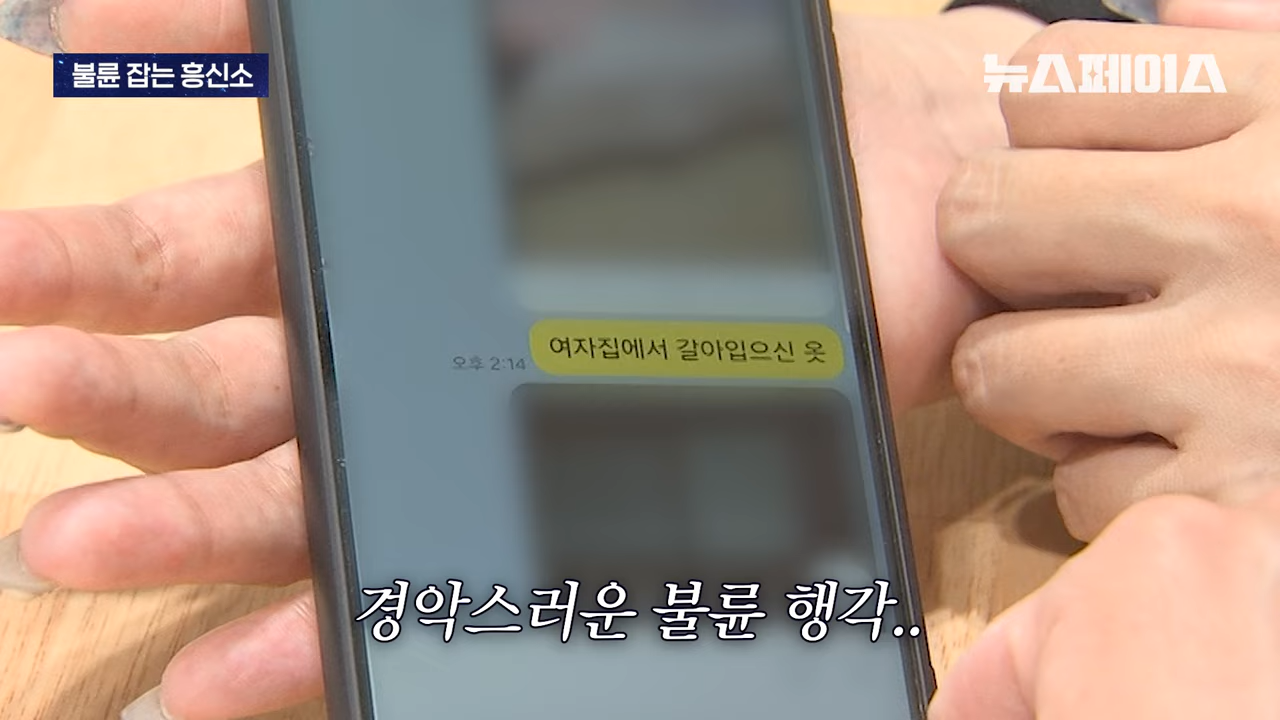 불륜 잡는 흥신소
뉴스페이스
여자집에서 갈아입으신 옷
오후 2:14
경악스러운 불륜 행각..